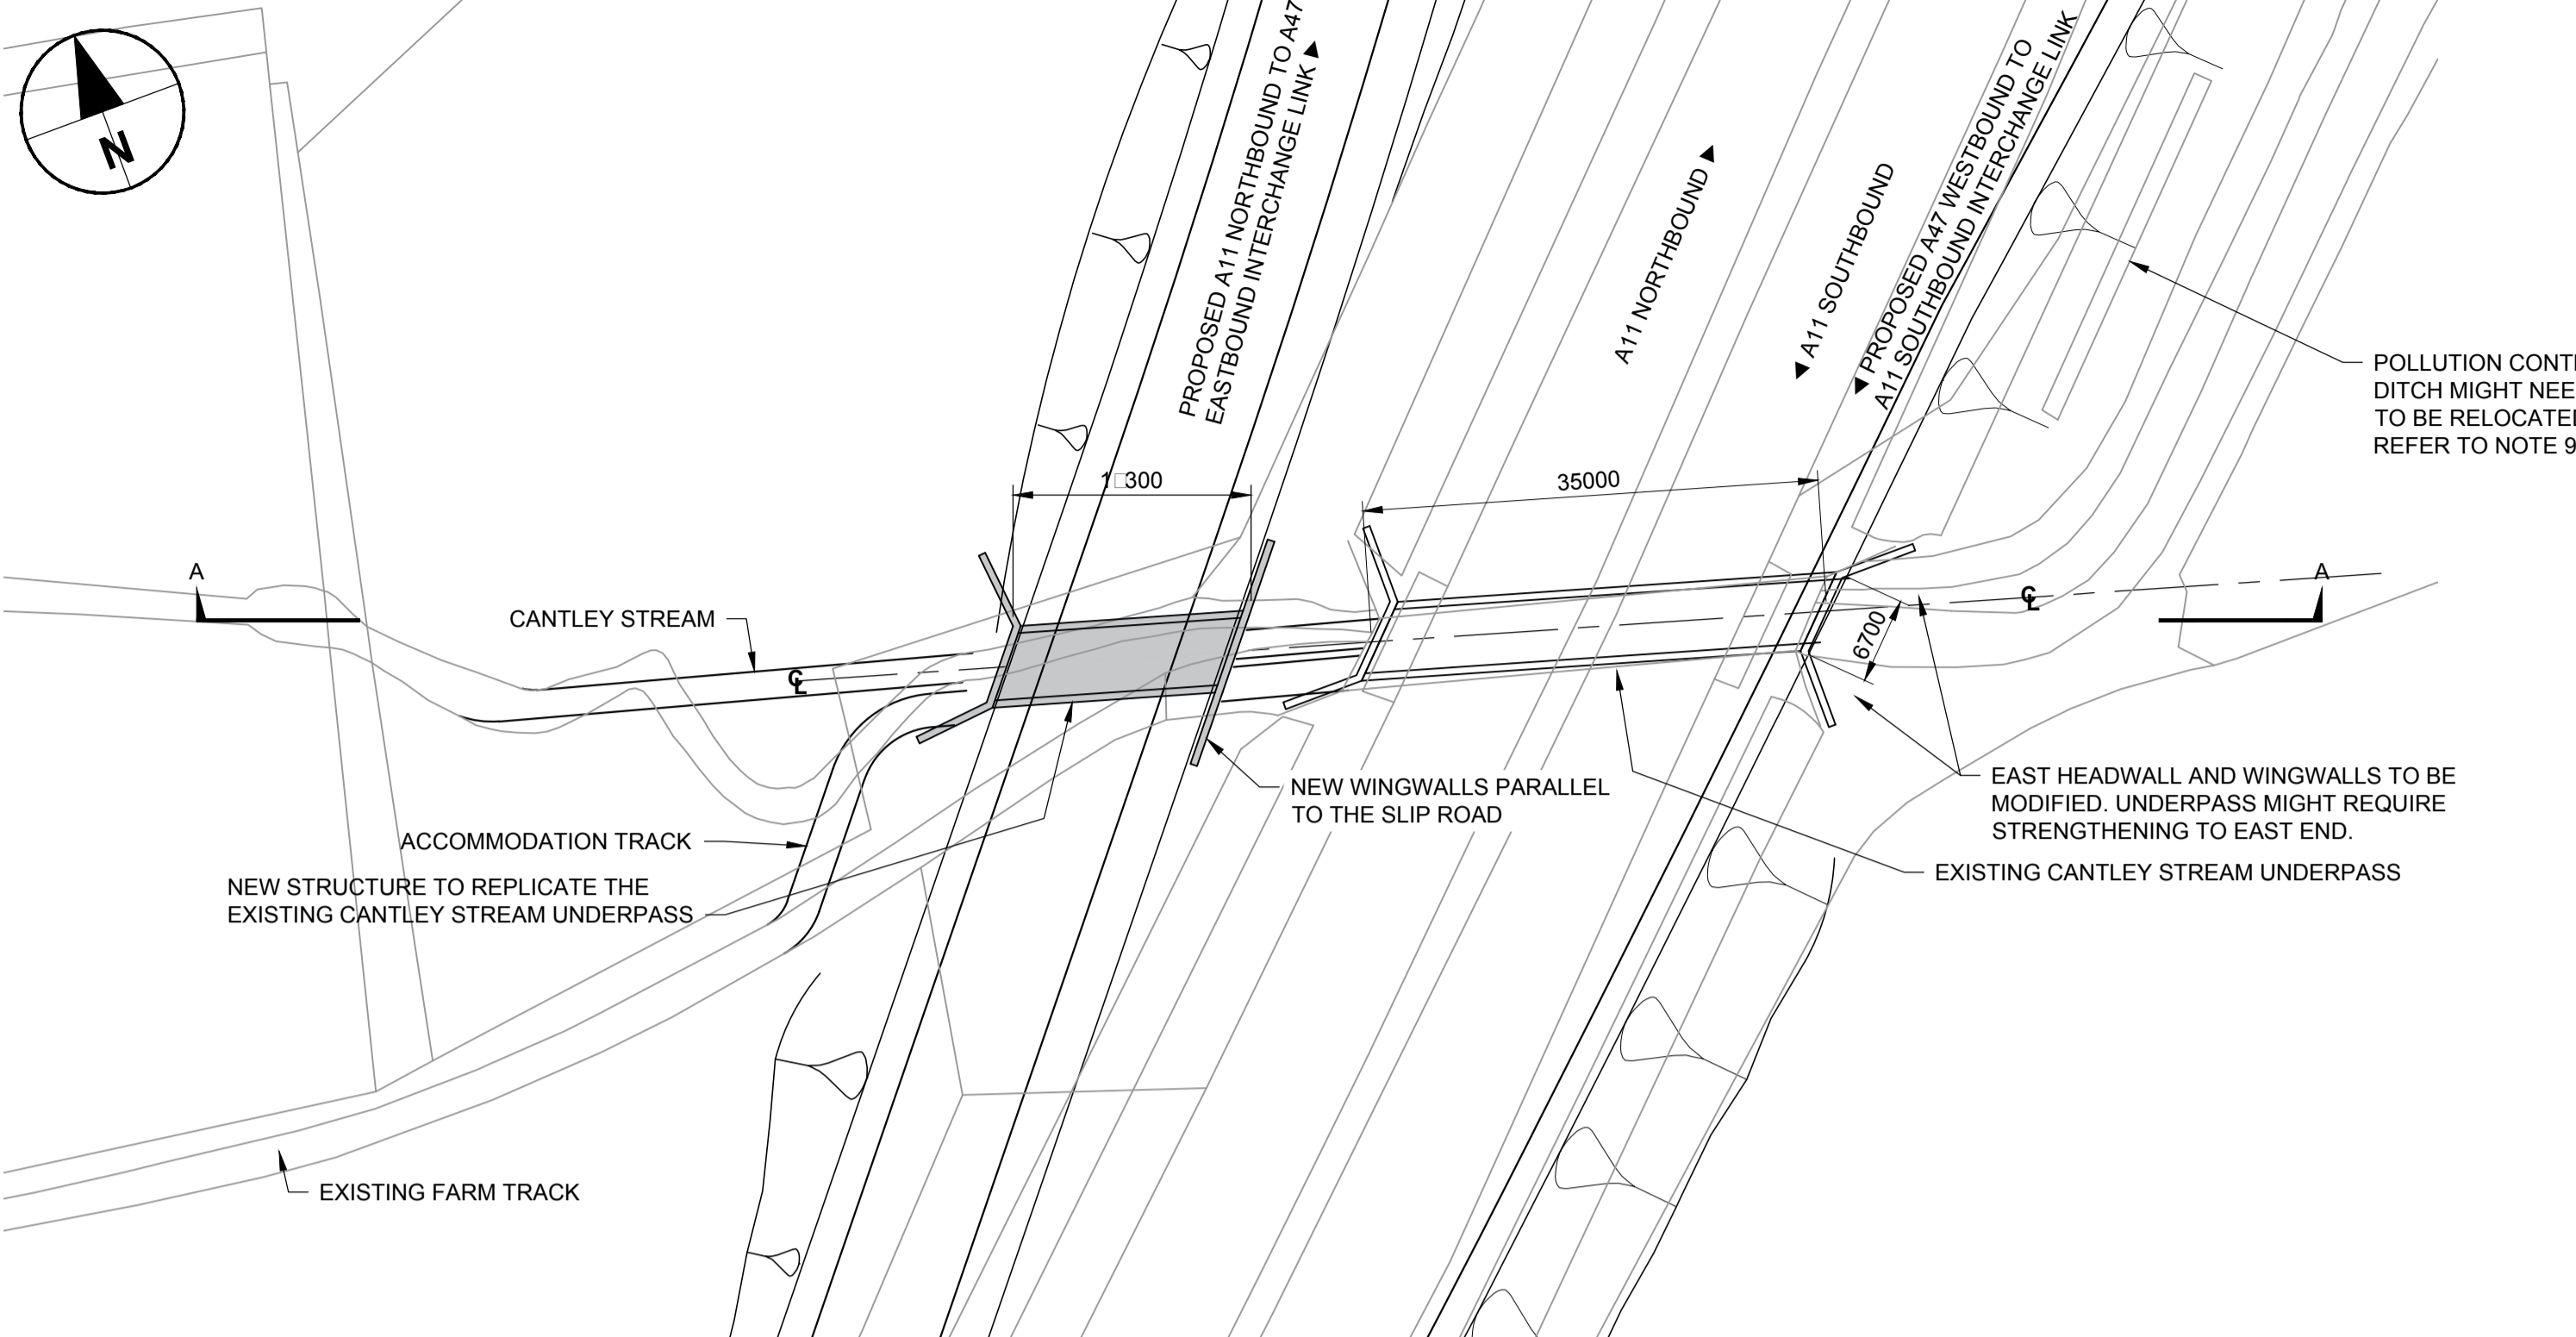 N
PROPOSED A11 NORTHBOUND TO A47
EASTBOUND INTERCHANGE LINK
A11 NORTHBOUND
A11 SOUTHBOUND
PROPOSED A47 WESTBOUND TO
A11 SOUTHBOUND INTERCHANGE LINK
POLLUTION CONT
DITCH MIGHT NEE
TO BE RELOCATE
REFER TO NOTE 9
1□300
35000
A
A
CANTLEY STREAM
℄
℄
6700
NEW WINGWALLS PARALLEL
TO THE SLIP ROAD
EAST HEADWALL AND WINGWALLS TO BE
MODIFIED. UNDERPASS MIGHT REQUIRE
STRENGTHENING TO EAST END.
ACCOMMODATION TRACK
EXISTING CANTLEY STREAM UNDERPASS
NEW STRUCTURE TO REPLICATE THE
EXISTING CANTLEY STREAM UNDERPASS
EXISTING FARM TRACK